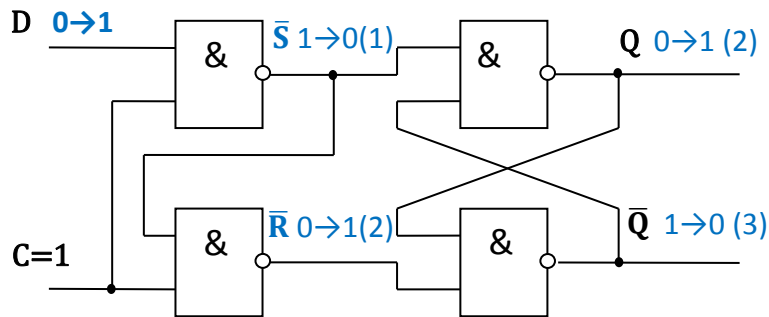 D 0→1
& S̅ 1→0(1) & Q 0→1 (2)
& R̅ 0→1(2) & Q̅ 1→0 (3)
C=1